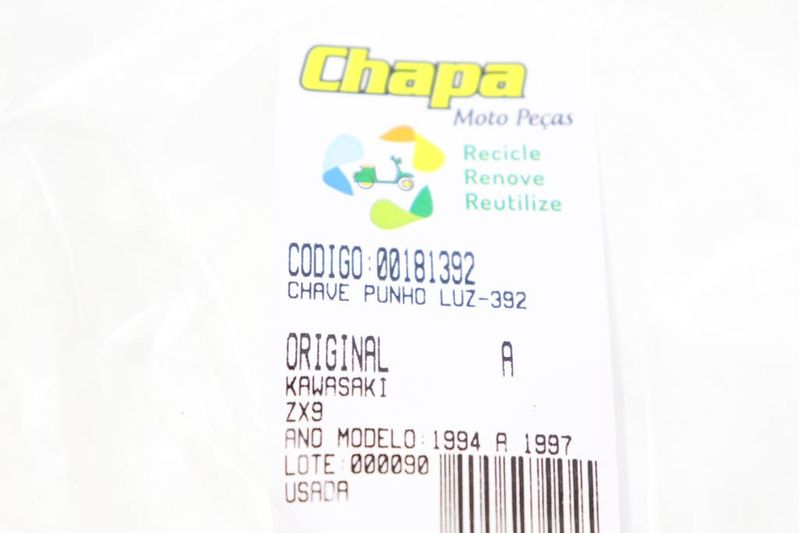 Chapa
Moto Peças
Recicle
Renove
Reutilize
CODIGO:00181392
CHAVE PUNHO LUZ-392
ORIGINAL A
KAWASAKI
ZX9
ANO MODELO:1994 A 1997
LOTE:000090
USADA